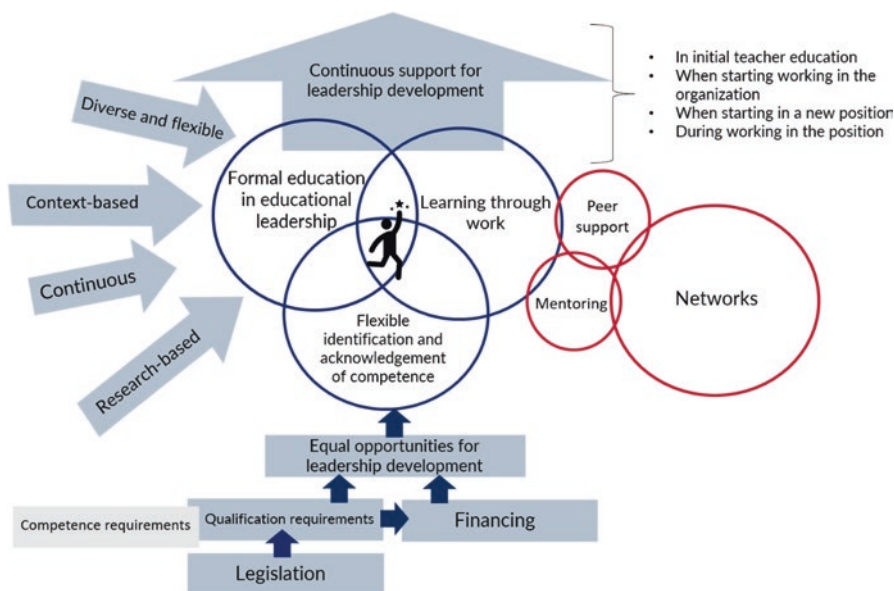 Continuous support for
leadership development
• In initial teacher education
• When starting working in the
organization
• When starting in a new position
• During working in the position
Diverse and flexible
Context-based
Continuous
Research-based
Formal education
in educational
leadership
Learning through
work
Flexible
identification and
acknowledgement
of competence
Peer
support
Mentoring
Networks
Equal opportunities for
leadership development
Competence requirements
Qualification requirements
Financing
Legislation